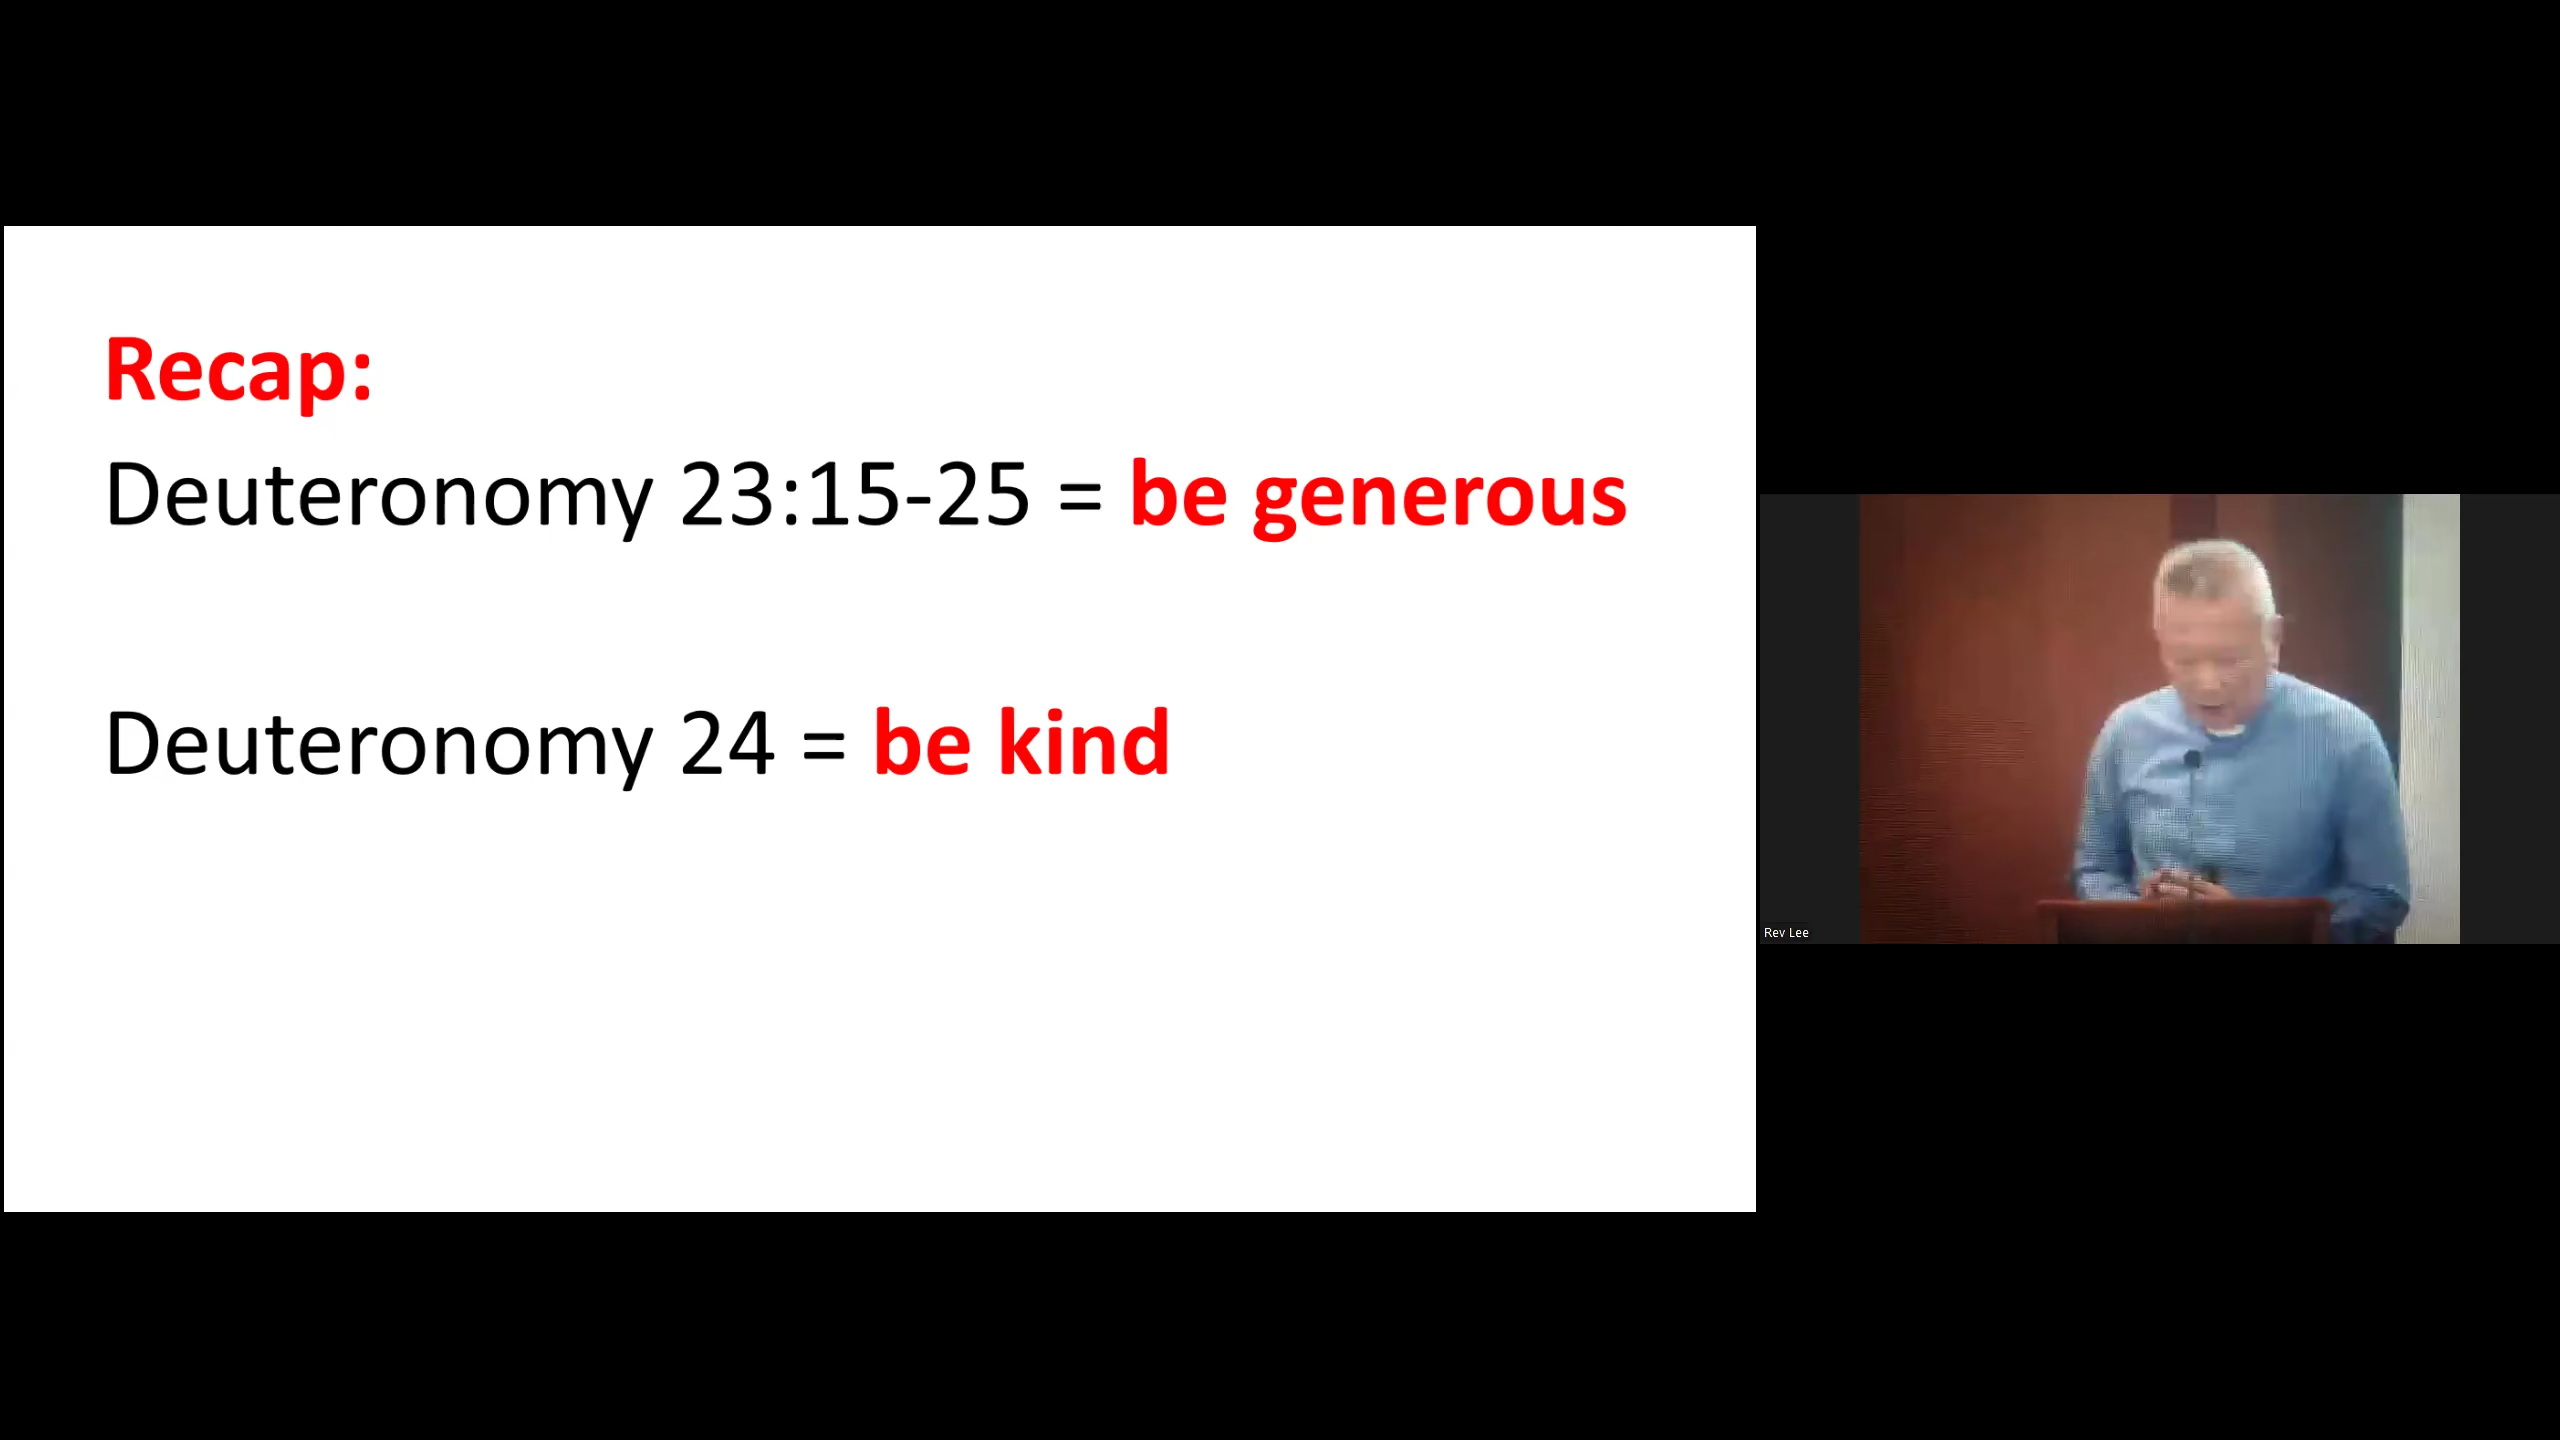 Recap:
Deuteronomy 23:15-25 = be generous
Deuteronomy 24 = be kind
Rev Lee